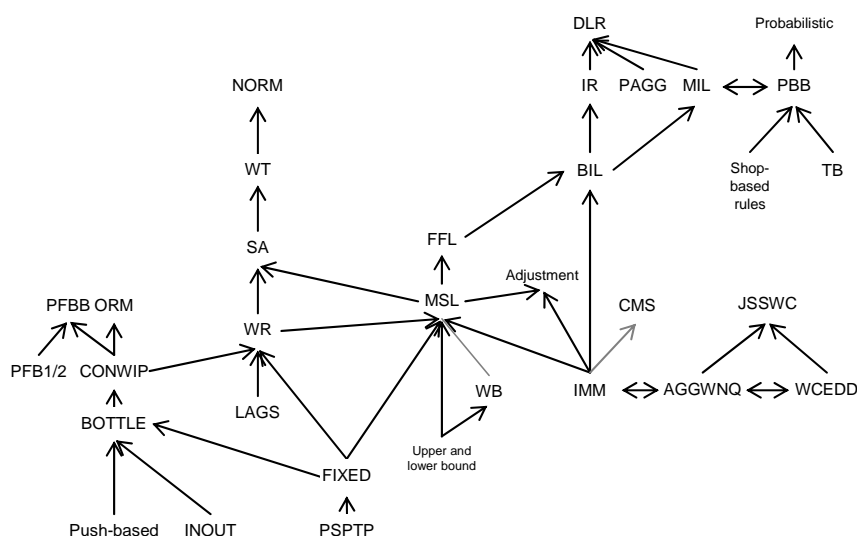 DLR
Probabilistic
NORM
IR
PAGG
MIL
PBB
WT
BIL
Shop-
based
rules
TB
SA
FFL
Adjustment
PFBB ORM
WR
MSL
CMS
JSSWC
PFB1/2
CONWIP
LAGS
WB
IMM
AGGWNQ
WCEDD
BOTTLE
Upper and
lower bound
FIXED
Push-based
INOUT
PSPTP